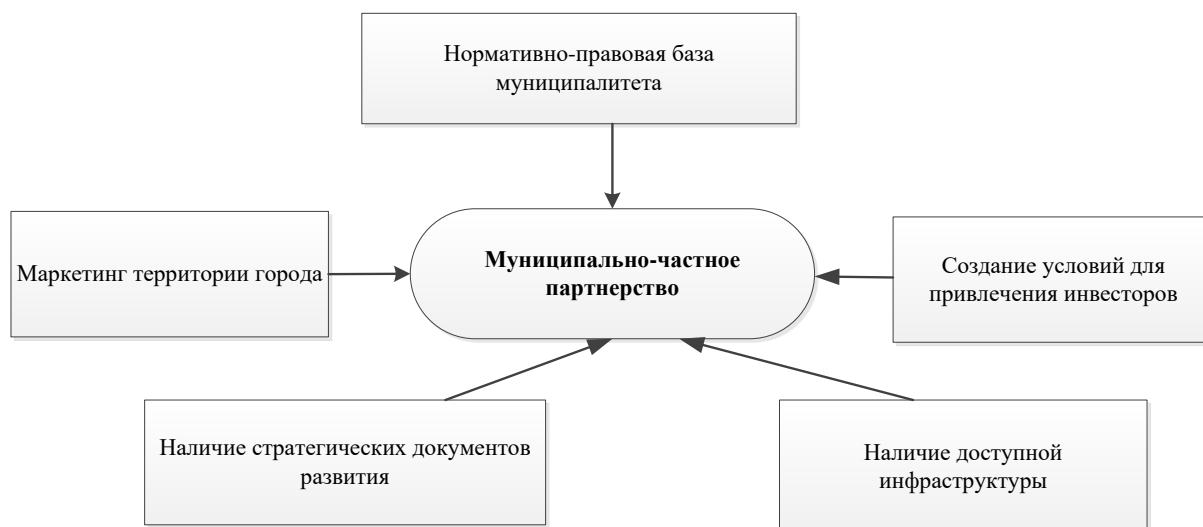 Нормативно-правовая база
муниципалитета
Маркетинг территории города
Муниципально-частное
партнерство
Создание условий для
привлечения инвесторов
Наличие стратегических документов
развития
Наличие доступной
инфраструктуры